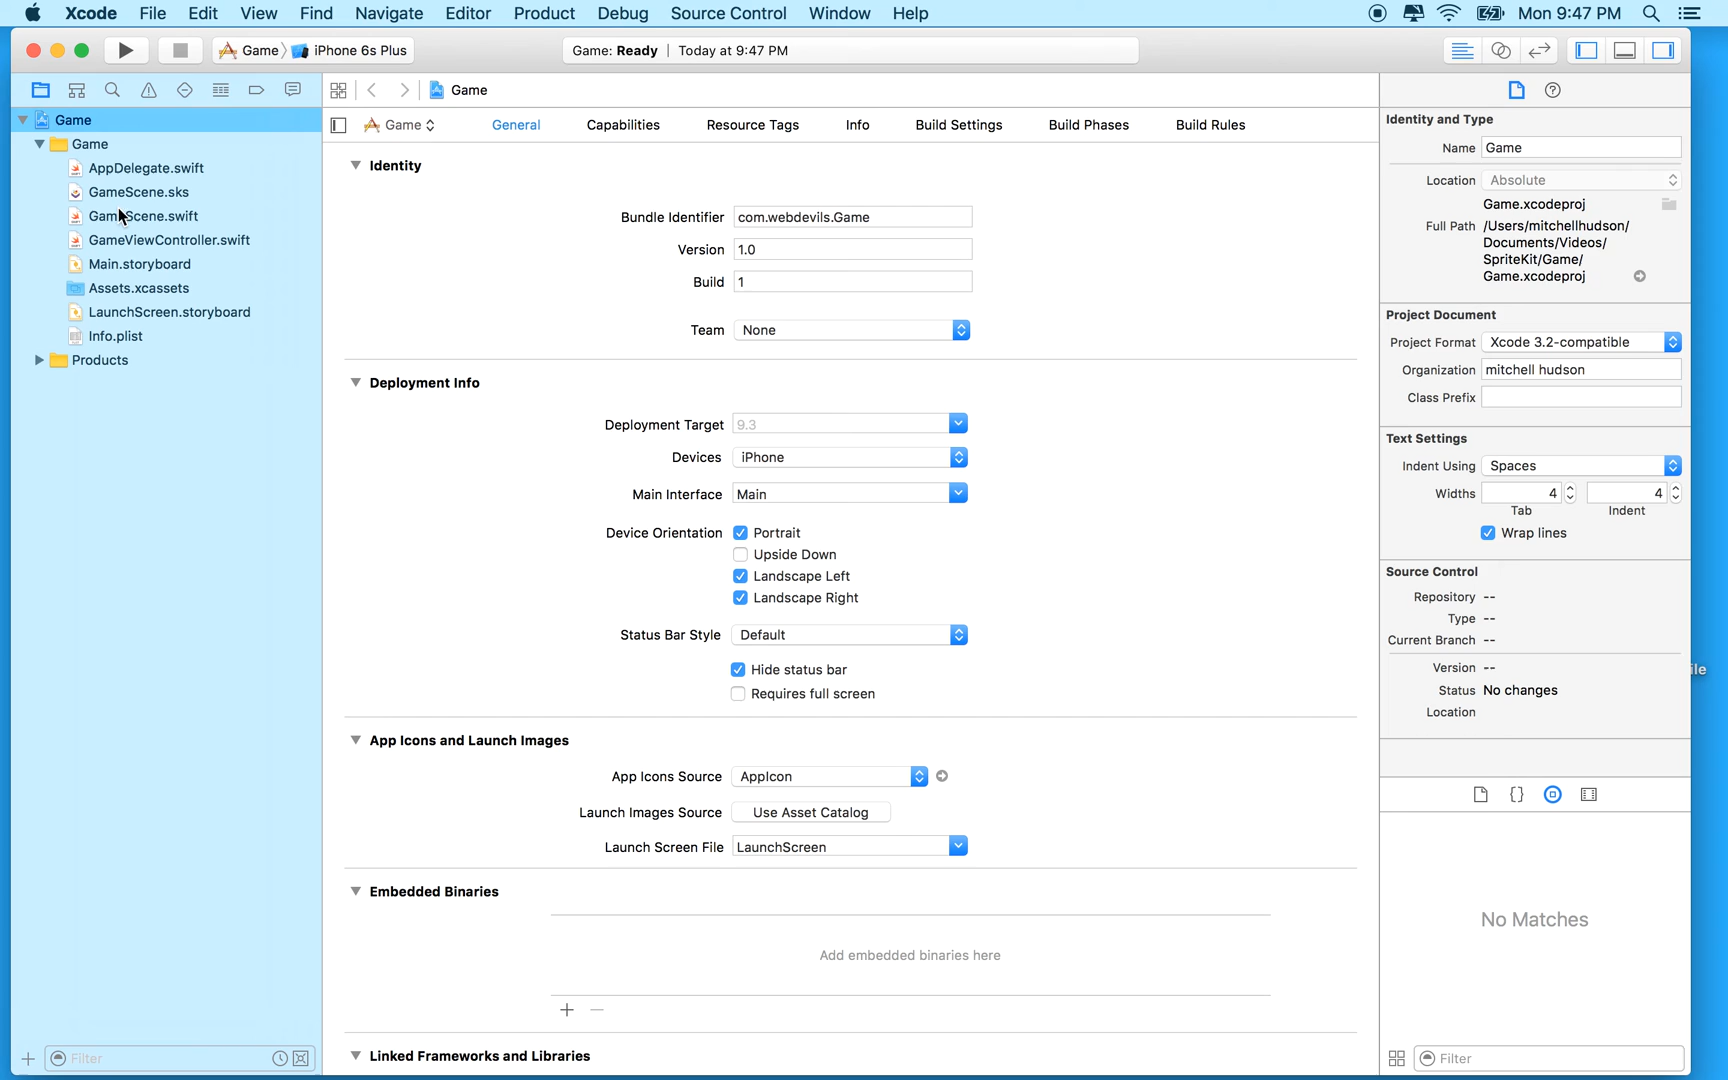 Xcode File Edit View Find Navigate Editor Product Debug Source Control Window Help Mon 9:47 PM
Game iPhone 6s Plus Game: Ready | Today at 9:47 PM
Game
Game
Game General Capabilities Resource Tags Info Build Settings Build Phases Build Rules
Game
AppDelegate.swift
GameScene.sks
GameScene.swift
GameViewController.swift
Main.storyboard
Assets.xcassets
LaunchScreen.storyboard
Info.plist
Products
Filter
Identity
Bundle Identifier com.webdevils.Game
Version 1.0
Build 1
Team None
Deployment Info
Deployment Target 9.3
Devices iPhone
Main Interface Main
Device Orientation Portrait
Upside Down
Landscape Left
Landscape Right
Status Bar Style Default
Hide status bar
Requires full screen
App Icons and Launch Images
App Icons Source AppIcon
Launch Images Source Use Asset Catalog
Launch Screen File LaunchScreen
Embedded Binaries
Add embedded binaries here
Linked Frameworks and Libraries
Identity and Type
Name Game
Location Absolute
Game.xcodeproj
Full Path /Users/mitchellhudson/
Documents/Videos/
SpriteKit/Game/
Game.xcodeproj
Project Document
Project Format Xcode 3.2-compatible
Organization mitchell hudson
Class Prefix
Text Settings
Indent Using Spaces
Widths 4 4
Tab Indent
Wrap lines
Source Control
Repository --
Type --
Current Branch --
Version --
Status No changes
Location
No Matches
Filter
ile